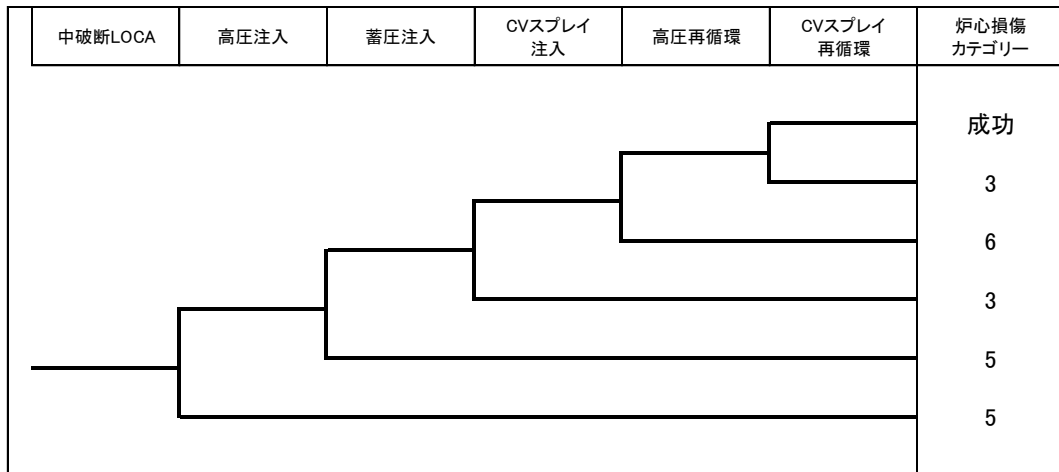 中破断LOCA
高圧注入
蓄圧注入
CVスプレイ
注入
高圧再循環
CVスプレイ
再循環
炉心損傷
カテゴリー
成功
3
6
3
5
5